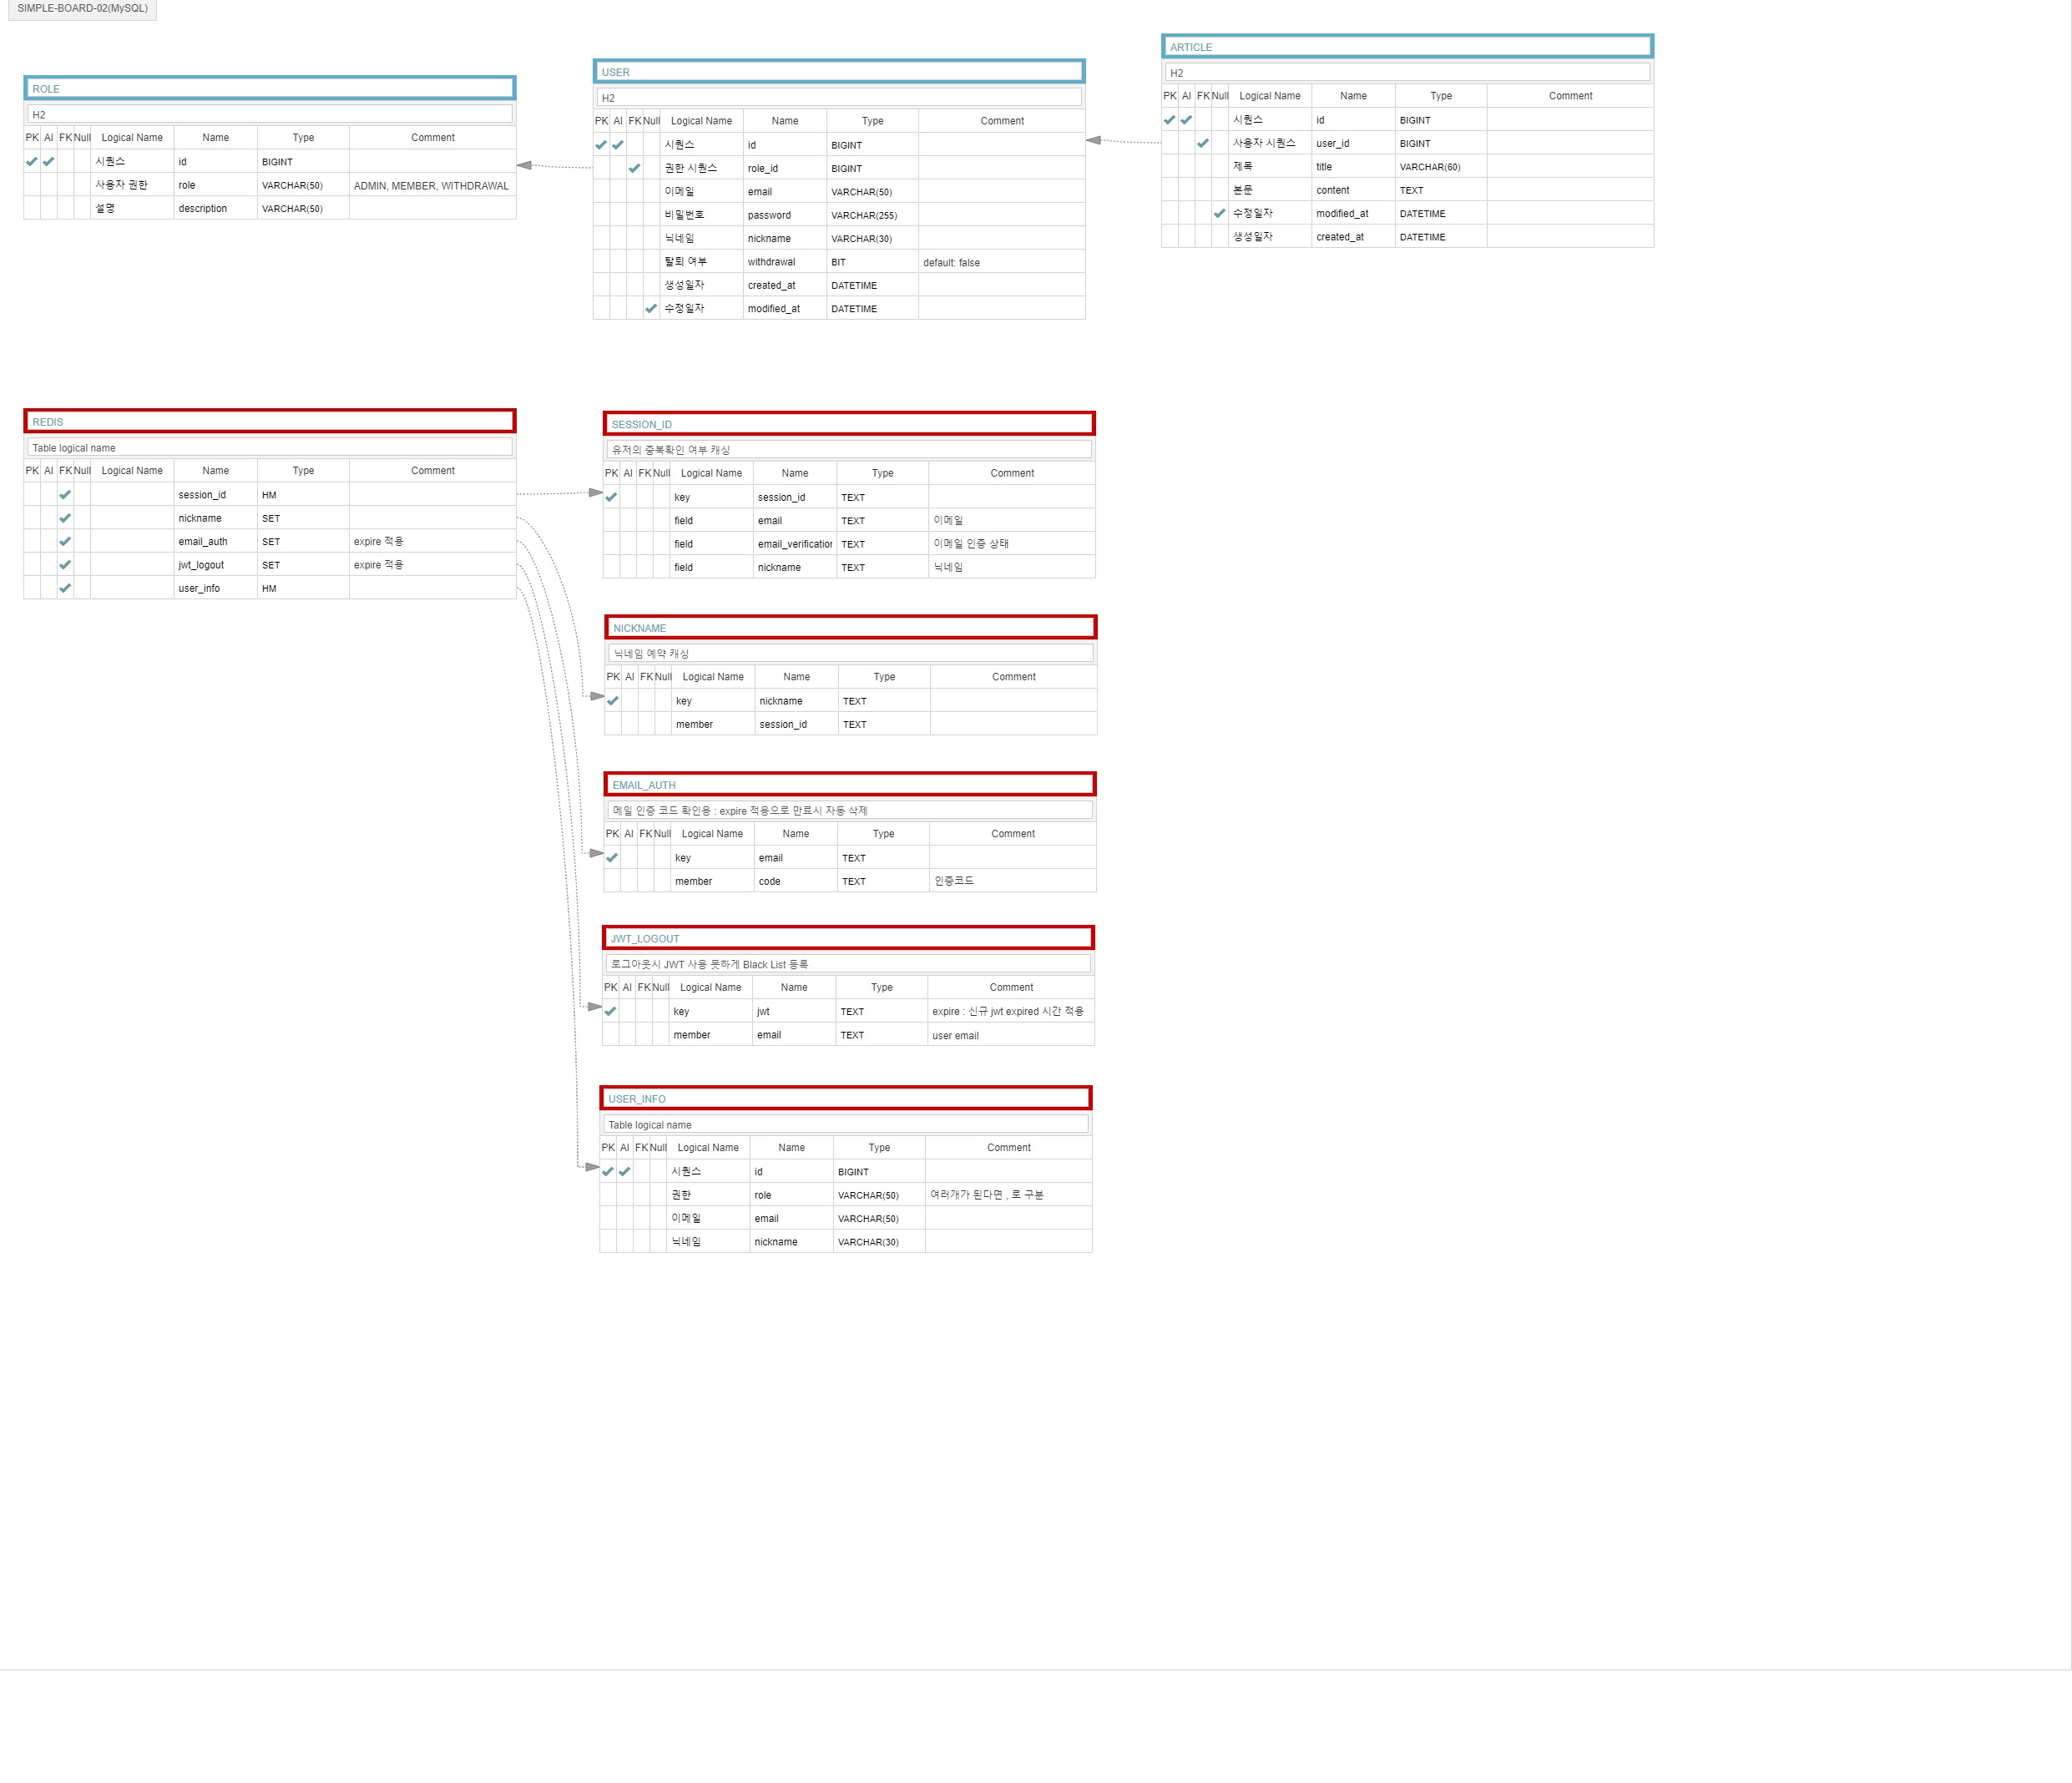 SIMPLE-BOARD-02(MySQL)
ROLE
H2
PK AI FK Null Logical Name Name Type Comment
시퀀스 id BIGINT
사용자 권한 role VARCHAR(50) ADMIN, MEMBER, WITHDRAWAL
설명 description VARCHAR(50)
USER
H2
PK AI FK Null Logical Name Name Type Comment
시퀀스 id BIGINT
권한 시퀀스 role_id BIGINT
이메일 email VARCHAR(50)
비밀번호 password VARCHAR(255)
닉네임 nickname VARCHAR(30)
탈퇴 여부 withdrawal BIT default: false
생성일자 created_at DATETIME
수정일자 modified_at DATETIME
ARTICLE
H2
PK AI FK Null Logical Name Name Type Comment
시퀀스 id BIGINT
사용자 시퀀스 user_id BIGINT
제목 title VARCHAR(60)
본문 content TEXT
수정일자 modified_at DATETIME
생성일자 created_at DATETIME
REDIS
Table logical name
PK AI FK Null Logical Name Name Type Comment
session_id HM
nickname SET
email_auth SET expire 적용
jwt_logout SET expire 적용
user_info HM
SESSION_ID
유저의 중복확인 여부 캐싱
PK AI FK Null Logical Name Name Type Comment
key session_id TEXT
field email TEXT 이메일
field email_verification TEXT 이메일 인증 상태
field nickname TEXT 닉네임
NICKNAME
닉네임 예약 캐싱
PK AI FK Null Logical Name Name Type Comment
key nickname TEXT
member session_id TEXT
EMAIL_AUTH
메일 인증 코드 확인용 : expire 적용으로 만료시 자동 삭제
PK AI FK Null Logical Name Name Type Comment
key email TEXT
member code TEXT 인증코드
JWT_LOGOUT
로그아웃시 JWT 사용 못하게 Black List 등록
PK AI FK Null Logical Name Name Type Comment
key jwt TEXT expire : 신규 jwt expired 시간 적용
member email TEXT user email
USER_INFO
Table logical name
PK AI FK Null Logical Name Name Type Comment
시퀀스 id BIGINT
권한 role VARCHAR(50) 여러개가 된다면 , 로 구분
이메일 email VARCHAR(50)
닉네임 nickname VARCHAR(30)